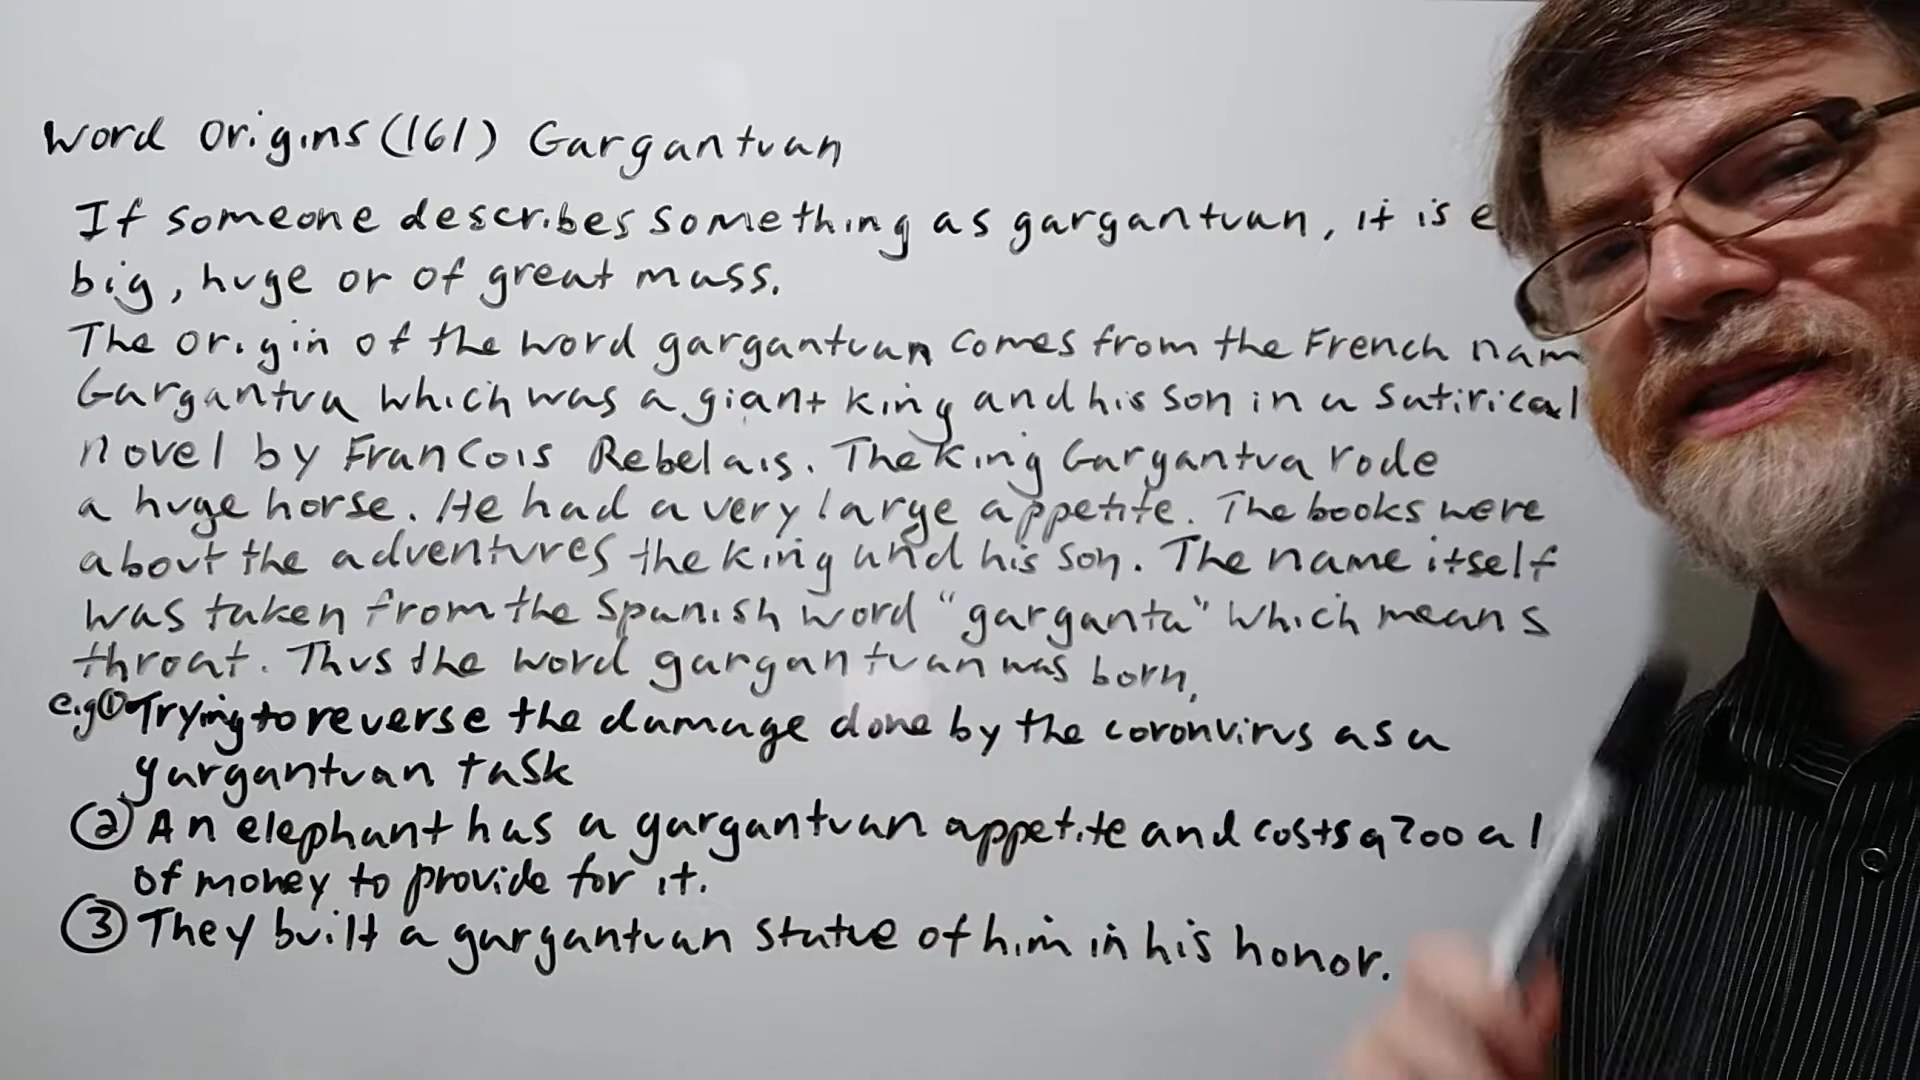 Word Origins (161) Gargantuan
If someone describes something as gargantuan, it is
big, huge or of great mass.
The origin of the word gargantuan comes from the French nam
Gargantua which was a giant king and his son in a satirical
novel by Francois Rebelais. The king Gargantua rode
a huge horse. He had a very large appetite. The books were
about the adventures the king and his son. The name itself
was taken from the Spanish word "garganta" which means
throat. Thus the word gargantuan was born,
e.g ① Trying to reverse the damage done by the coronvirus as a
gargantuan task
② An elephant has a gargantuan appetite and costs a zoo a l
of money to provide for it.
③ They built a gargantuan statue of him in his honor.